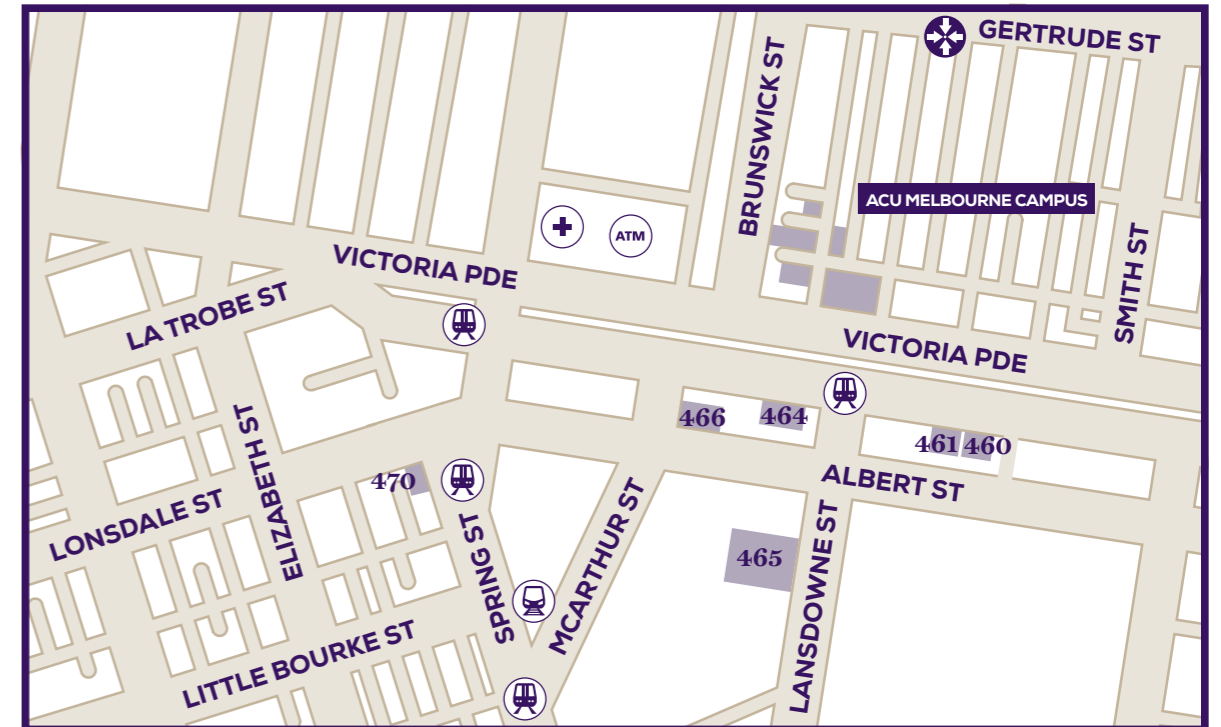 GERTRUDE ST
BRUNSWICK ST
ACU MELBOURNE CAMPUS
ATM
VICTORIA PDE
SMITH ST
LA TROBE ST
VICTORIA PDE
466
464
461
460
ELIZABETH ST
470
ALBERT ST
LONSDALE ST
SPRING ST
MCARTHUR ST
465
LANSDOWNE ST
LITTLE BOURKE ST